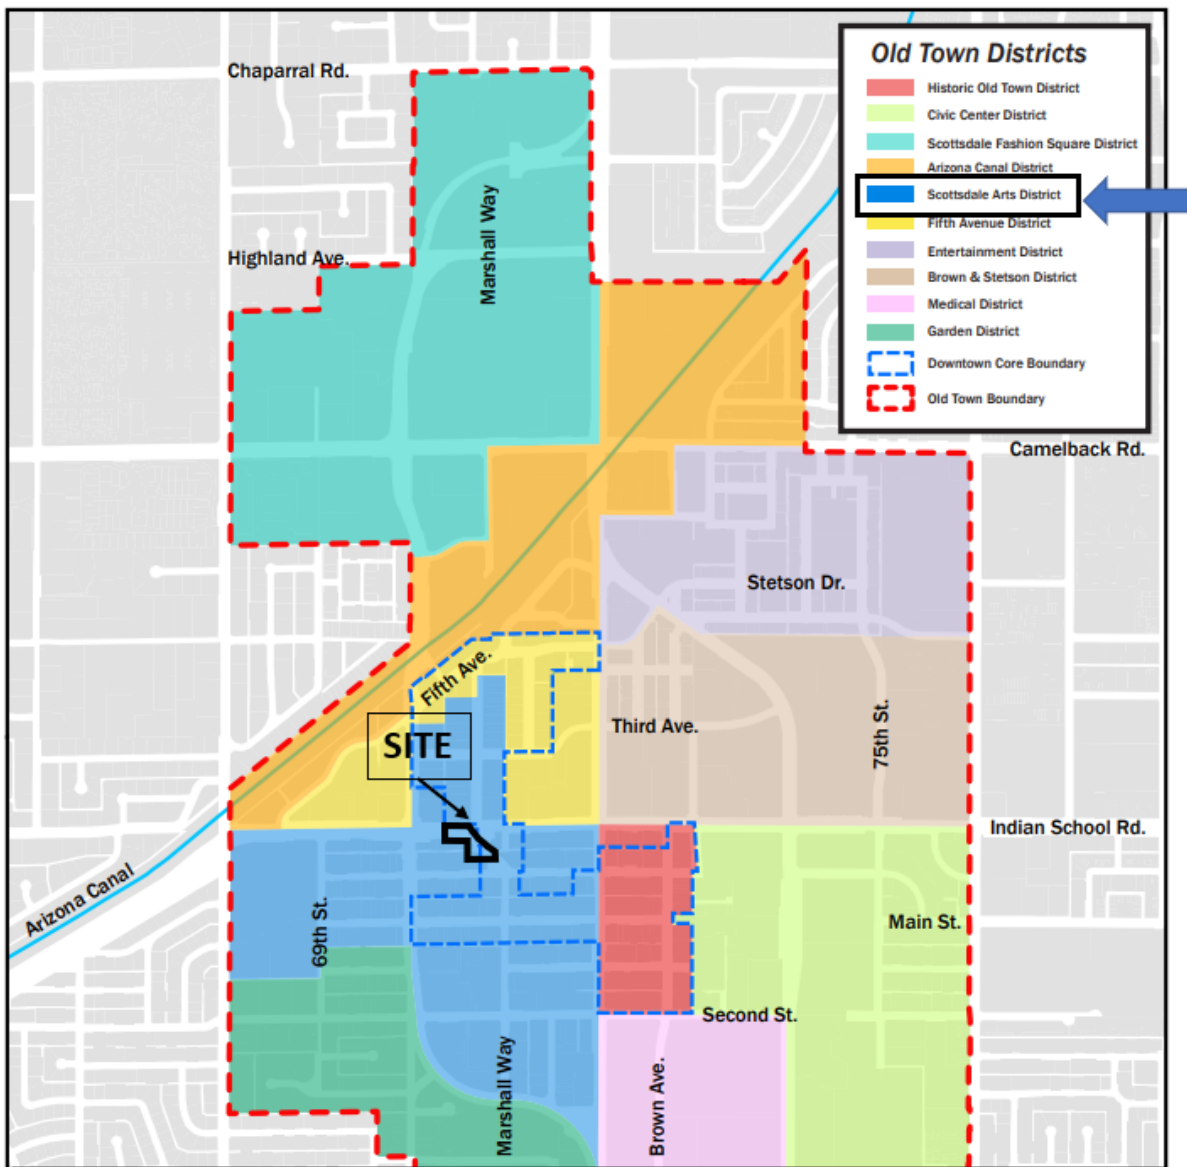 Old Town Districts
Historic Old Town District
Civic Center District
Scottsdale Fashion Square District
Arizona Canal District
Scottsdale Arts District
Fifth Avenue District
Entertainment District
Brown & Stetson District
Medical District
Garden District
Downtown Core Boundary
Old Town Boundary
Chaparral Rd.
Marshall Way
Highland Ave.
Camelback Rd.
Stetson Dr.
Fifth Ave.
SITE
Third Ave.
75th St.
Indian School Rd.
Arizona Canal
69th St.
Main St.
Second St.
Marshall Way
Brown Ave.